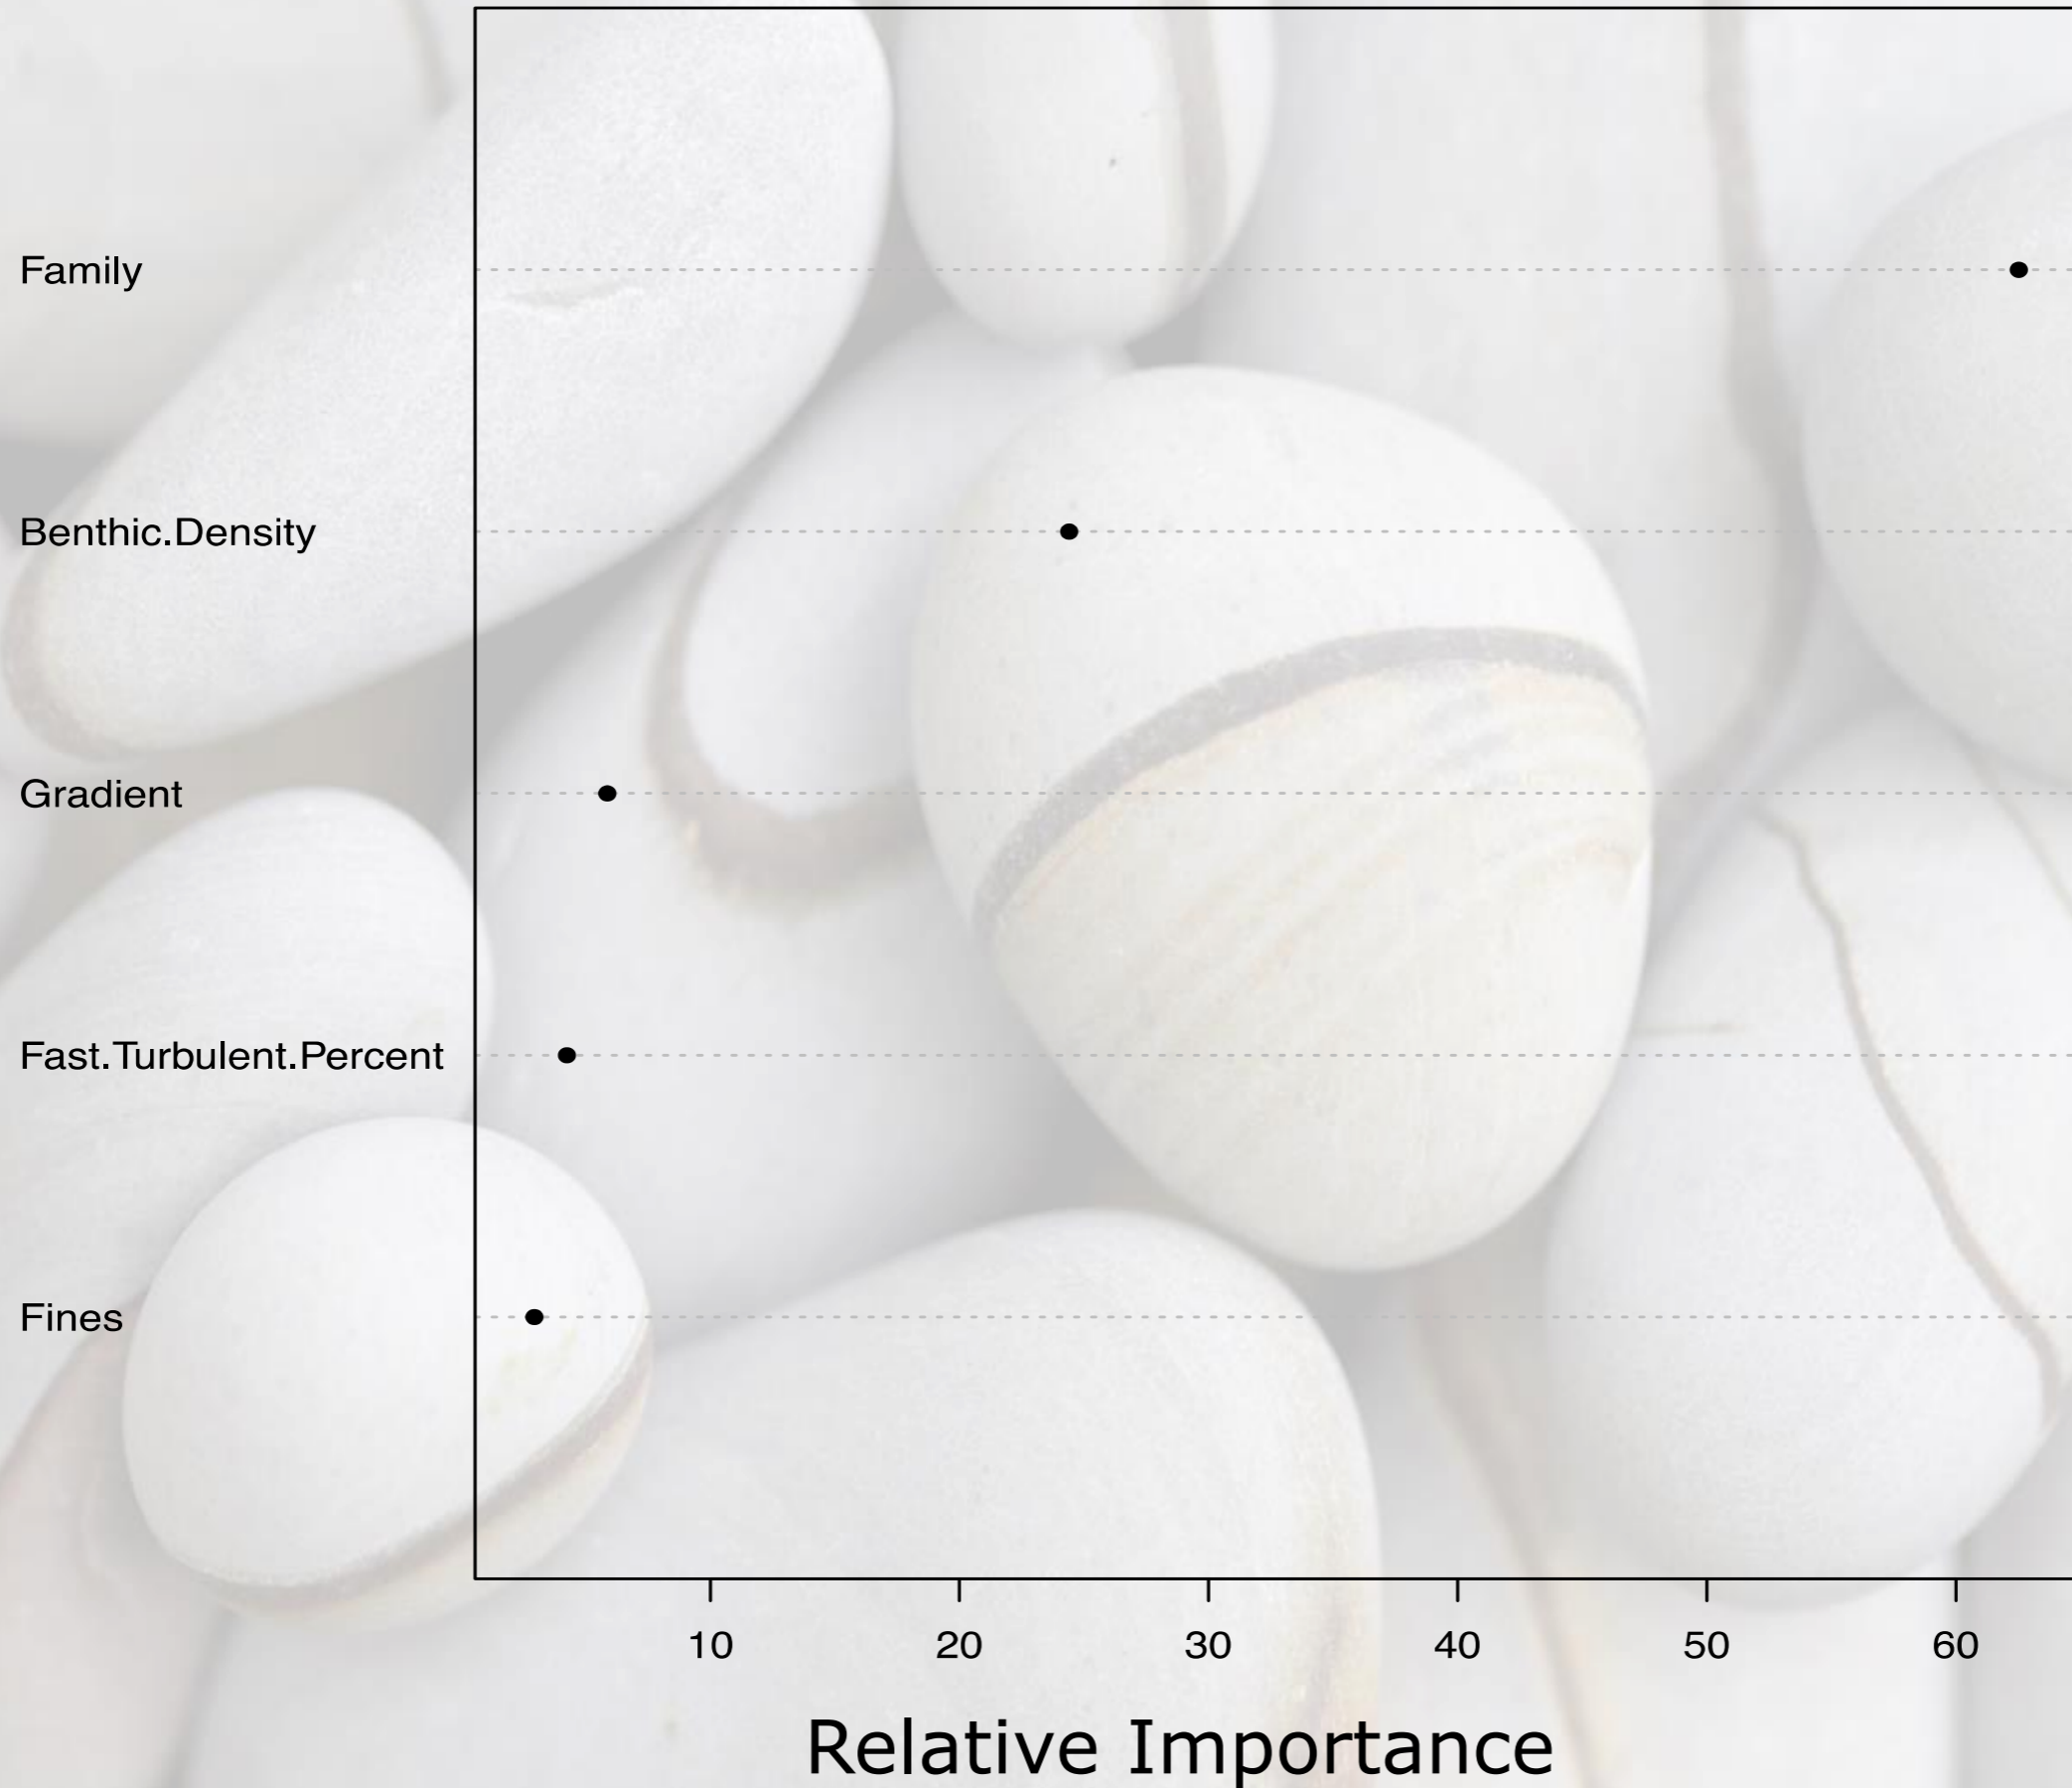 Family
Benthic.Density
Gradient
Fast.Turbulent.Percent
Fines
10 20 30 40 50 60
Relative Importance